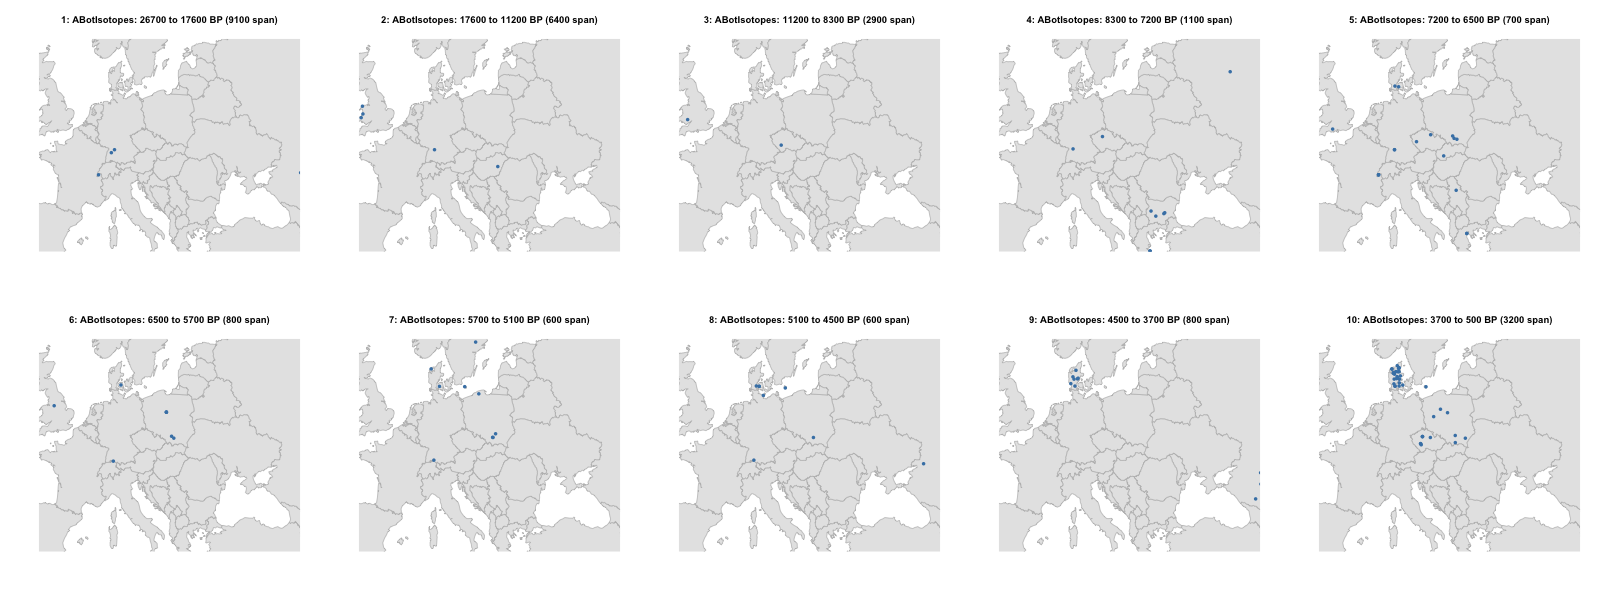 1: ABotIsotopes: 26700 to 17600 BP (9100 span)
2: ABotIsotopes: 17600 to 11200 BP (6400 span)
3: ABotIsotopes: 11200 to 8300 BP (2900 span)
4: ABotIsotopes: 8300 to 7200 BP (1100 span)
5: ABotIsotopes: 7200 to 6500 BP (700 span)
6: ABotIsotopes: 6500 to 5700 BP (800 span)
7: ABotIsotopes: 5700 to 5100 BP (600 span)
8: ABotIsotopes: 5100 to 4500 BP (600 span)
9: ABotIsotopes: 4500 to 3700 BP (800 span)
10: ABotIsotopes: 3700 to 500 BP (3200 span)